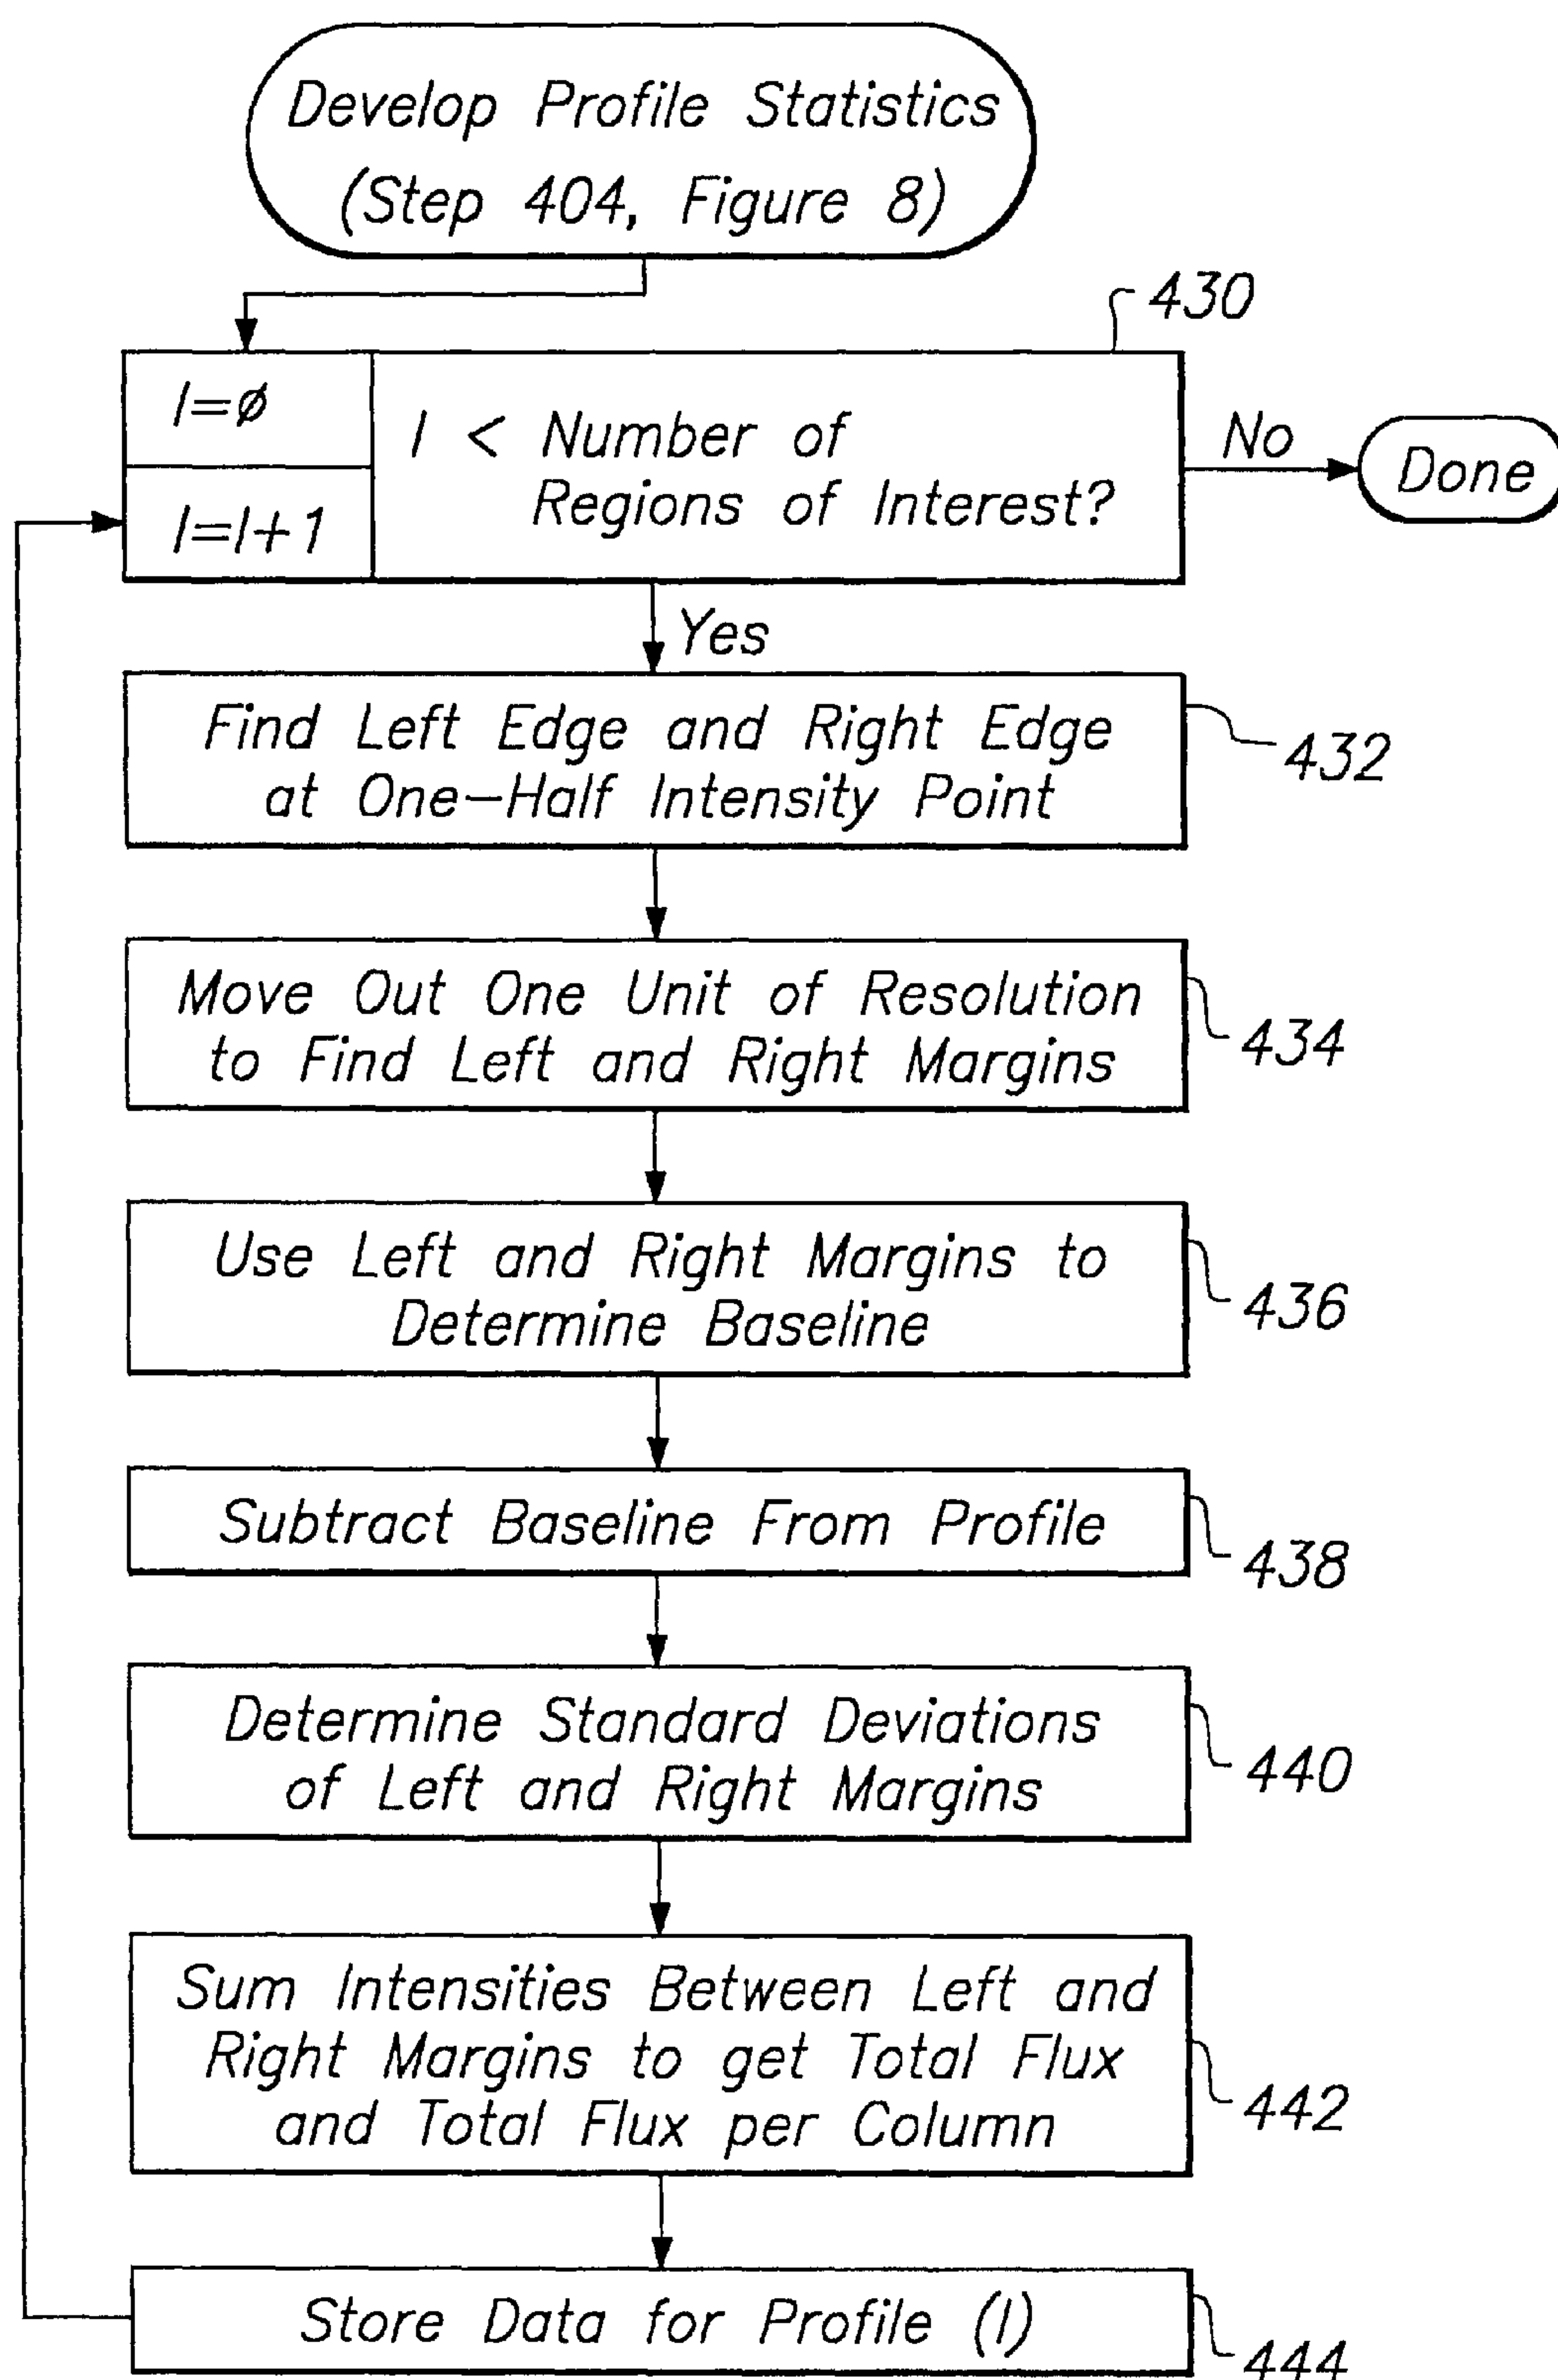 Develop Profile Statistics
(Step 404, Figure 8)
430
I=ø
I=I+1
I < Number of
Regions of Interest?
No
Done
Yes
Find Left Edge and Right Edge
at One-Half Intensity Point
432
Move Out One Unit of Resolution
to Find Left and Right Margins
434
Use Left and Right Margins to
Determine Baseline
436
Subtract Baseline From Profile
438
Determine Standard Deviations
of Left and Right Margins
440
Sum Intensities Between Left and
Right Margins to get Total Flux
and Total Flux per Column
442
Store Data for Profile (I)
444